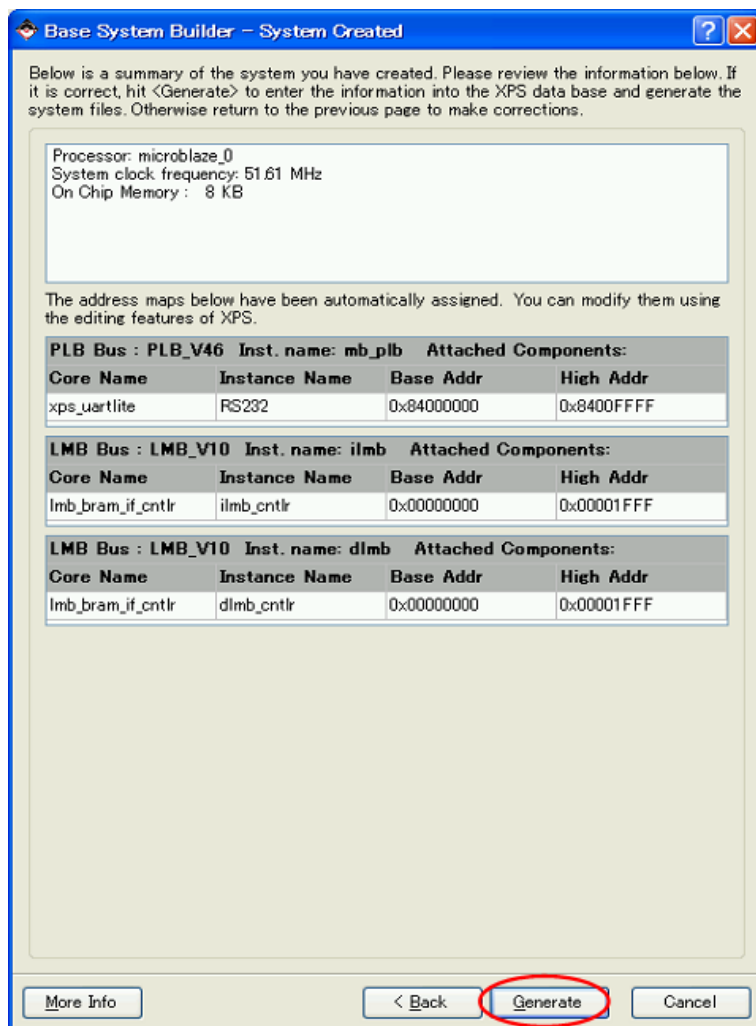 Base System Builder - System Created
Below is a summary of the system you have created. Please review the information below. If
it is correct, hit <Generate> to enter the information into the XPS data base and generate the
system files. Otherwise return to the previous page to make corrections.
Processor: microblaze_0
System clock frequency: 51.61 MHz
On Chip Memory : 8 KB
The address maps below have been automatically assigned. You can modify them using
the editing features of XPS.
PLB Bus : PLB_V46 Inst. name: mb_plb Attached Components:
Core Name Instance Name Base Addr High Addr
xps_uartlite RS232 0x84000000 0x8400FFFF
LMB Bus : LMB_V10 Inst. name: ilmb Attached Components:
Core Name Instance Name Base Addr High Addr
lmb_bram_if_cntlr ilmb_cntlr 0x00000000 0x00001FFF
LMB Bus : LMB_V10 Inst. name: dlmb Attached Components:
Core Name Instance Name Base Addr High Addr
lmb_bram_if_cntlr dlmb_cntlr 0x00000000 0x00001FFF
More Info < Back Generate Cancel